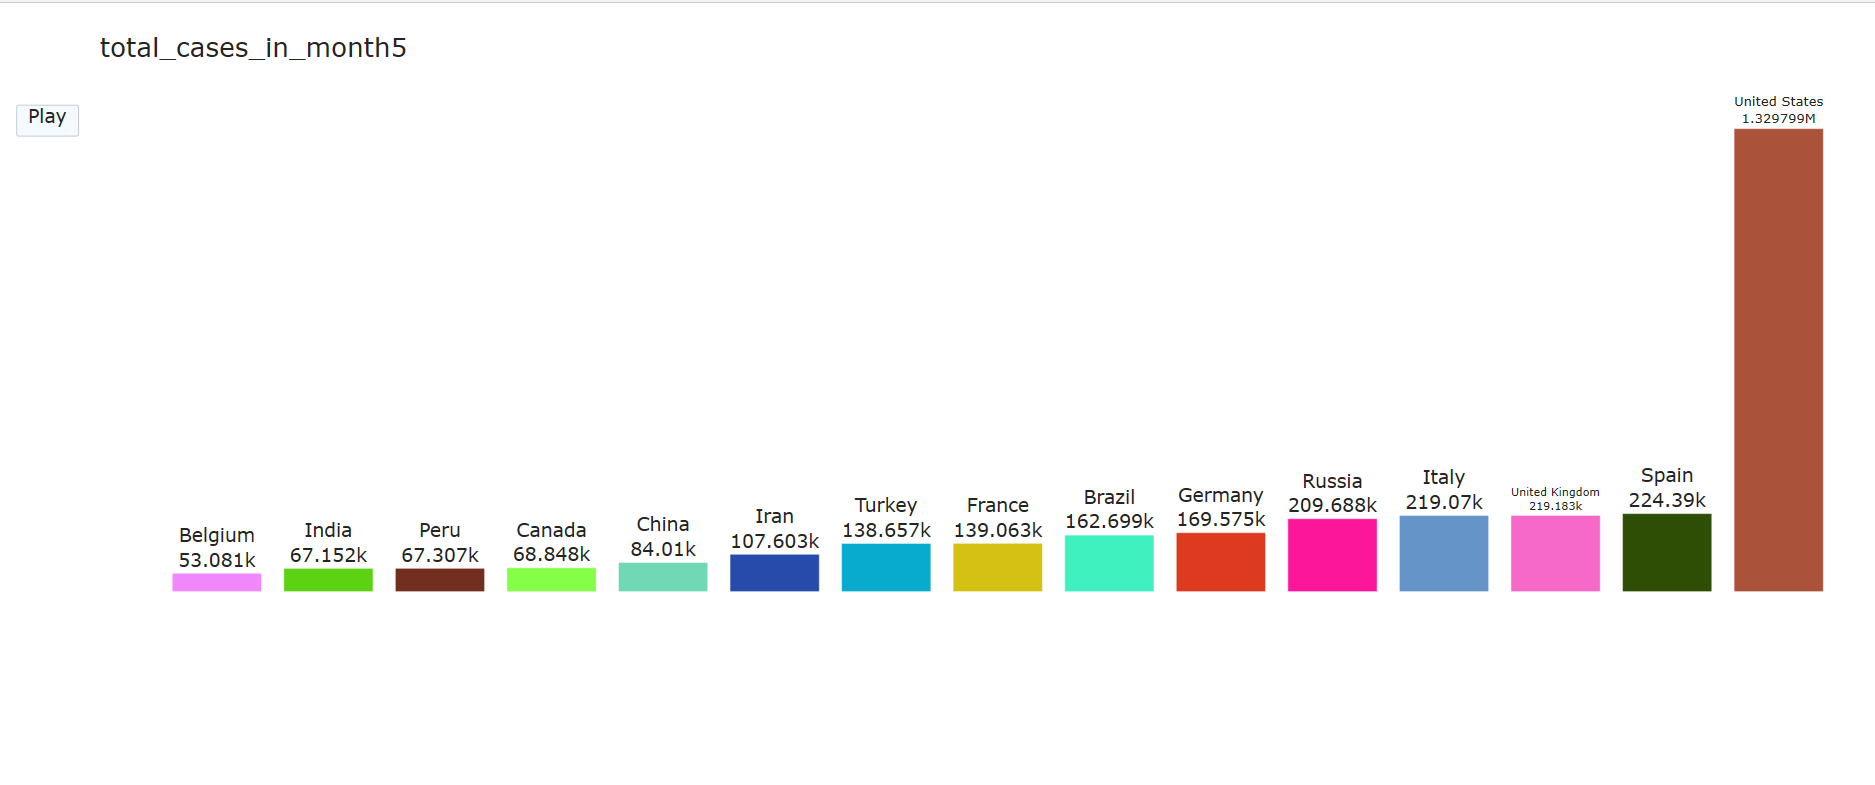 total_cases_in_month5
Play
Belgium
53.081k
India
67.152k
Peru
67.307k
Canada
68.848k
China
84.01k
Iran
107.603k
Turkey
138.657k
France
139.063k
Brazil
162.699k
Germany
169.575k
Russia
209.688k
Italy
219.07k
United Kingdom
219.183k
Spain
224.39k
United States
1.329799M